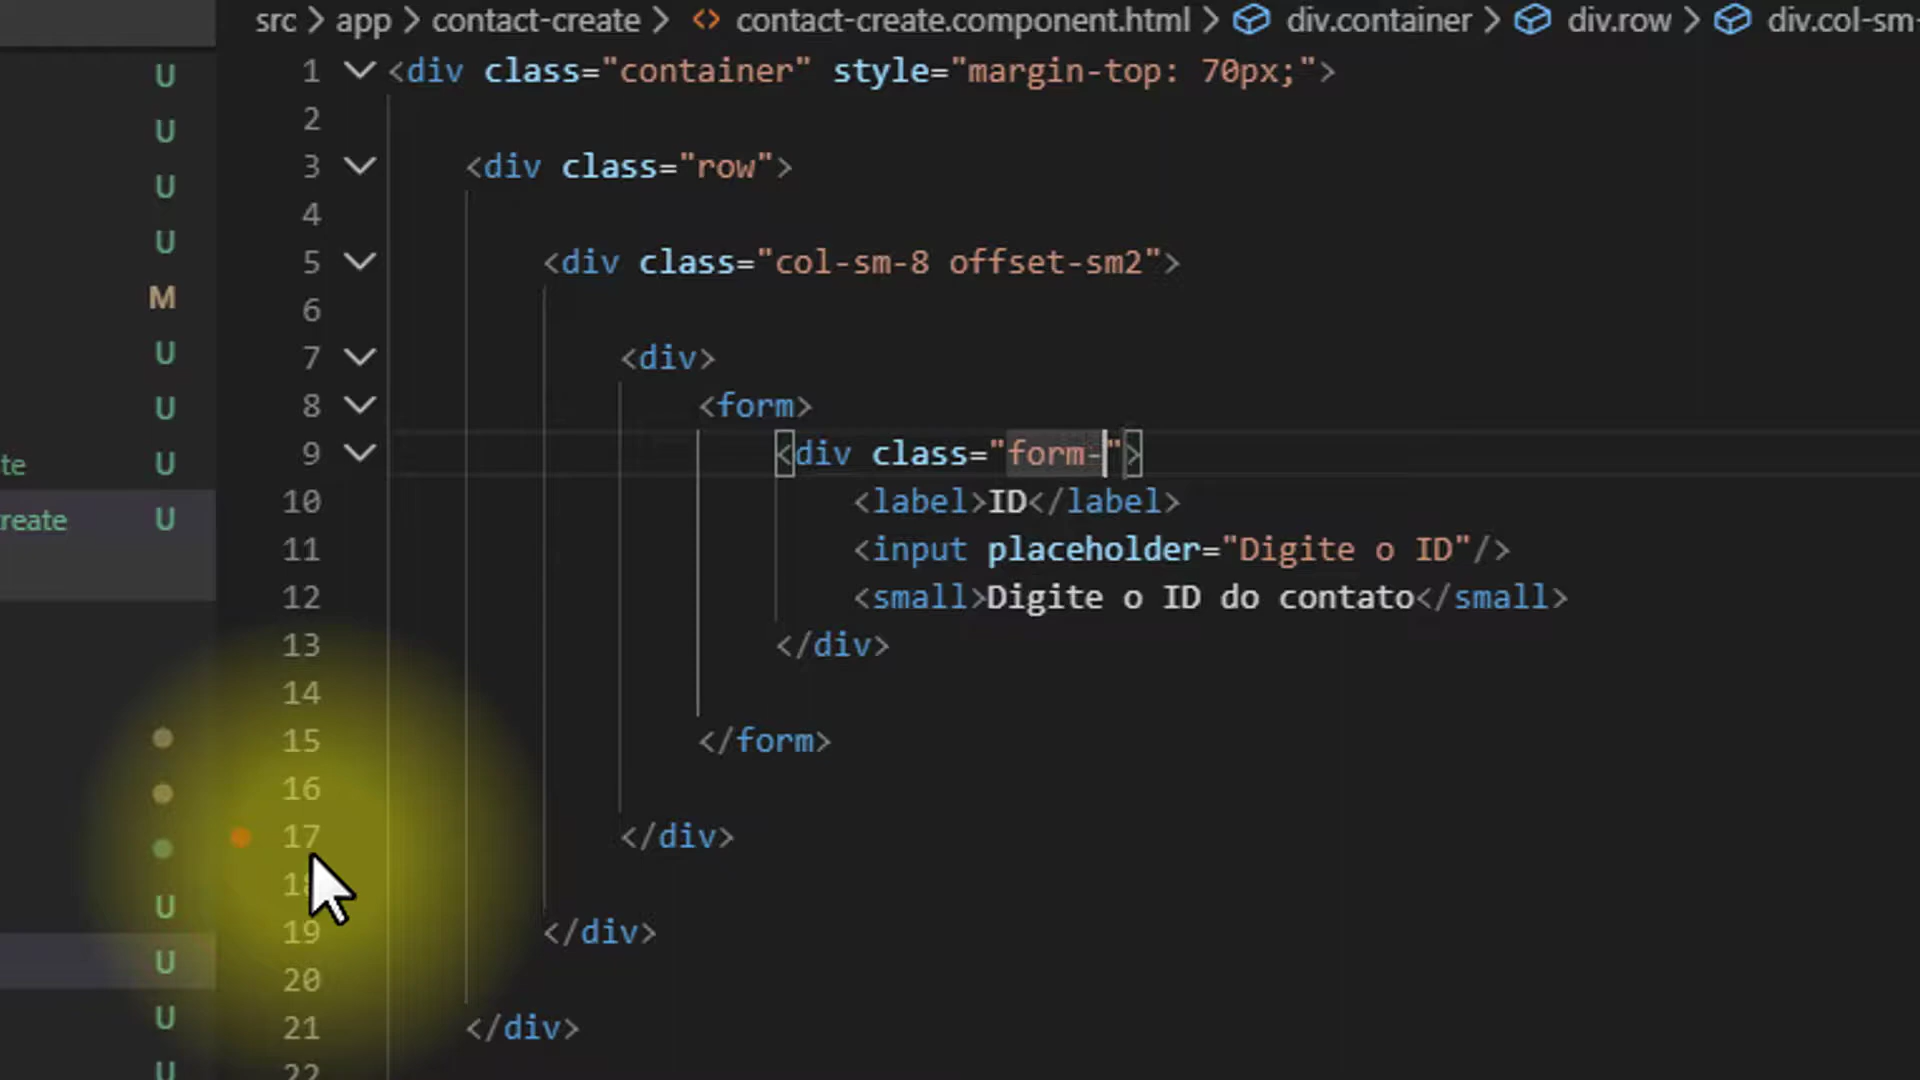 src > app > contact-create > <> contact-create.component.html > div.container > div.row > div.col-sm-
U
U
U
U
M
U
U
te U
reate U
U
U
U
U
1 <div class="container" style="margin-top: 70px;">
2
3 <div class="row">
4
5 <div class="col-sm-8 offset-sm2">
6
7 <div>
8 <form>
9 <div class="form-">
10 <label>ID</label>
11 <input placeholder="Digite o ID"/>
12 <small>Digite o ID do contato</small>
13 </div>
14
15 </form>
16
17 </div>
18
19 </div>
20
21 </div>
22